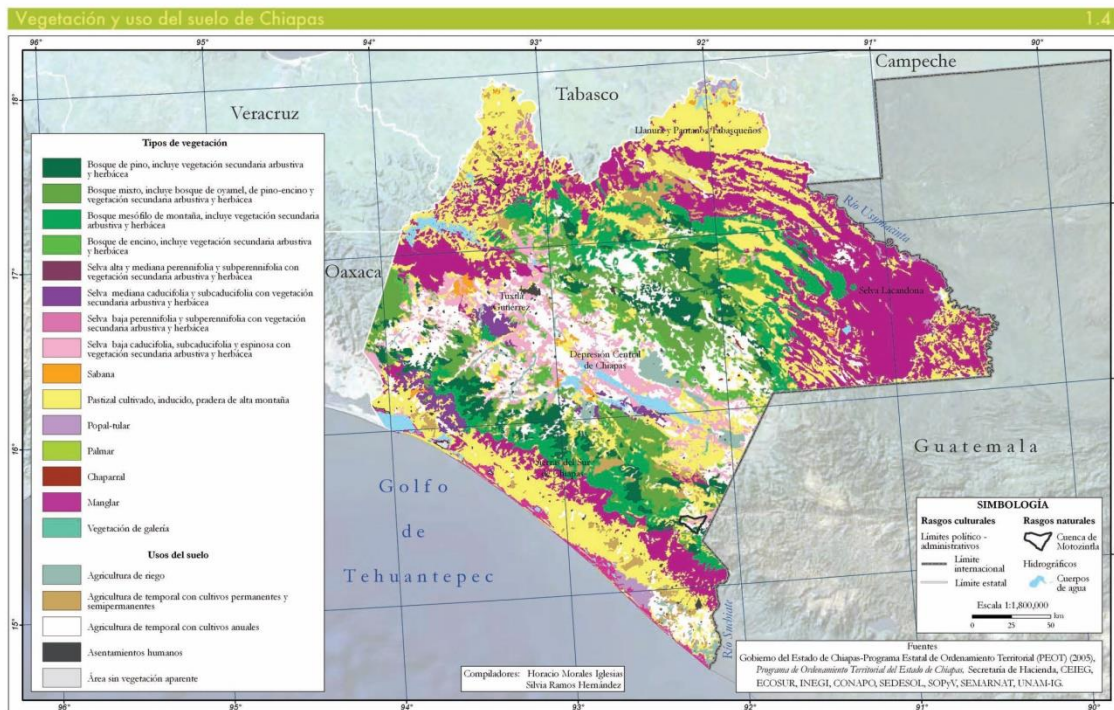 Vegetación y uso del suelo de Chiapas
1.4
96°
95°
94°
93°
92°
91°
90°
Campeche
Tabasco
Veracruz
18°
Llanura y Pantanos Tabasqueños
Río Usumacinta
Oaxaca
17°
Selva Lacandona
Tuxtla
Gutiérrez
Depresión Central
de Chiapas
16°
Guatemala
Golfo
de
Tehuantepec
15°
Río Suchiate
Tipos de vegetación
Bosque de pino, incluye vegetación secundaria arbustiva
y herbácea
Bosque mixto, incluye bosque de oyamel, de pino-encino y
vegetación secundaria arbustiva y herbácea
Bosque mesófilo de montaña, incluye vegetación secundaria
arbustiva y herbácea
Bosque de encino, incluye vegetación secundaria arbustiva
y herbácea
Selva alta y mediana perennifolia y subperennifolia con
vegetación secundaria arbustiva y herbácea
Selva mediana caducifolia y subcaducifolia con vegetación
secundaria arbustiva y herbácea
Selva baja perennifolia y subperennifolia con vegetación
secundaria arbustiva y herbácea
Selva baja caducifolia, subcaducifolia y espinosa con
vegetación secundaria arbustiva y herbácea
Sabana
Pastizal cultivado, inducido, pradera de alta montaña
Popal-tular
Palmar
Chaparral
Manglar
Vegetación de galería
Usos del suelo
Agricultura de riego
Agricultura de temporal con cultivos permanentes y
semipermanentes
Agricultura de temporal con cultivos anuales
Asentamientos humanos
Área sin vegetación aparente
SIMBOLOGÍA
Rasgos culturales
Límites político -
administrativos
Límite
internacional
Límite estatal
Rasgos naturales
Cuenca de
Motozintla
Hidrográficos
Cuerpos
de agua
Escala 1:1,800,000
0 25 50 km
Compiladores: Horacio Morales Iglesias
Silvia Ramos Hernández
Fuentes
Gobierno del Estado de Chiapas-Programa Estatal de Ordenamiento Territorial (PEOT) (2005),
Programa de Ordenamiento Territorial del Estado de Chiapas, Secretaría de Hacienda, CEIEG,
ECOSUR, INEGI, CONAPO, SEDESOL, SOPyV, SEMARNAT, UNAM-IG.
96°
95°
94°
93°
92°
91°
90°